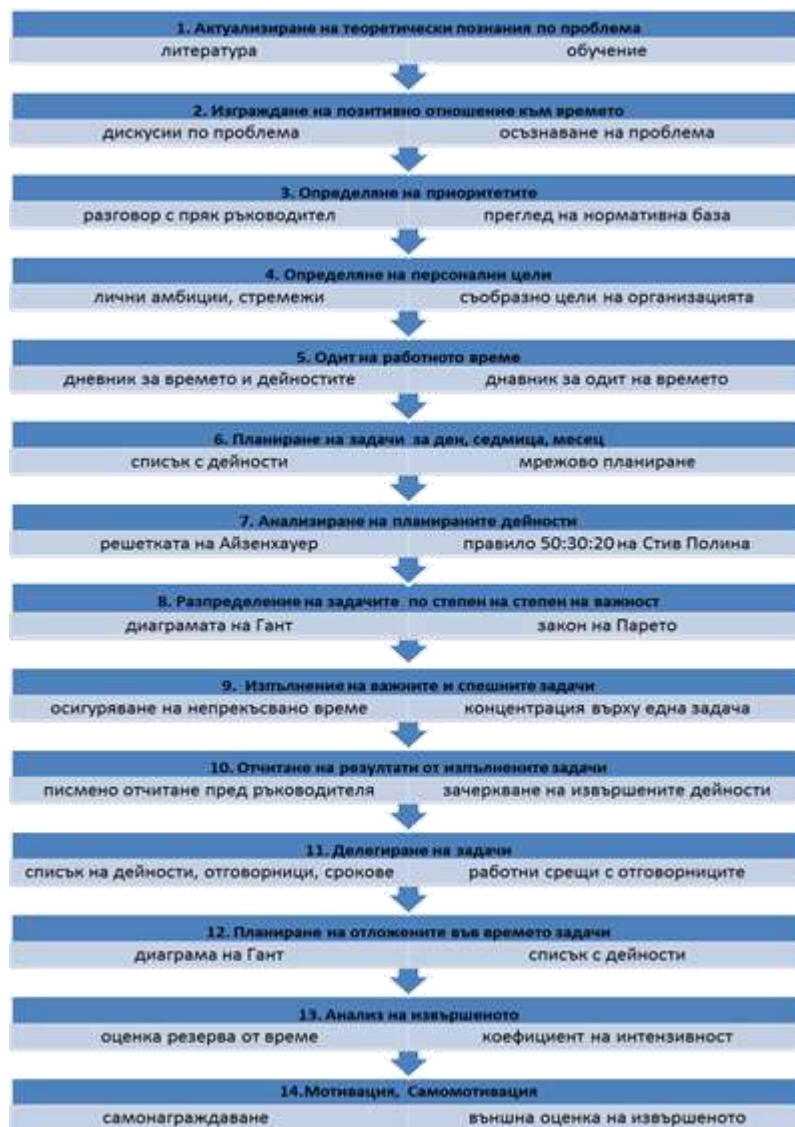 1. Актуализиране на теоретически познания по проблема
литература обучение
2. Изграждане на позитивно отношение към времето
дискусии по проблема осъзнаване на проблема
3. Определяне на приоритетите
разговор с пряк ръководител преглед на нормативна база
4. Определяне на персонални цели
лични амбиции, стремежи съобразно цели на организацията
5. Одит на работното време
дневник за времето и дейностите днавник за одит на времето
6. Планиране на задачи за ден, седмица, месец
списък с дейности мрежово планиране
7. Анализиране на планираните дейности
решетката на Айзенхауер правило 50:30:20 на Стив Полина
8. Разпределение на задачите по степен на степен на важност
диаграмата на Гант закон на Парето
9. Изпълнение на важните и спешните задачи
осигуряване на непрекъсвано време концентрация върху една задача
10. Отчитане на резултати от изпълнените задачи
писмено отчитане пред ръководителя зачеркване на извършените дейности
11. Делегиране на задачи
списък на дейности, отговорници, срокове работни срещи с отговорниците
12. Планиране на отложените във времето задачи
диаграма на Гант списък с дейности
13. Анализ на извършеното
оценка резерва от време коефициент на интензивност
14.Мотивация, Самомотивация
самонаграждаване външна оценка на извършеното